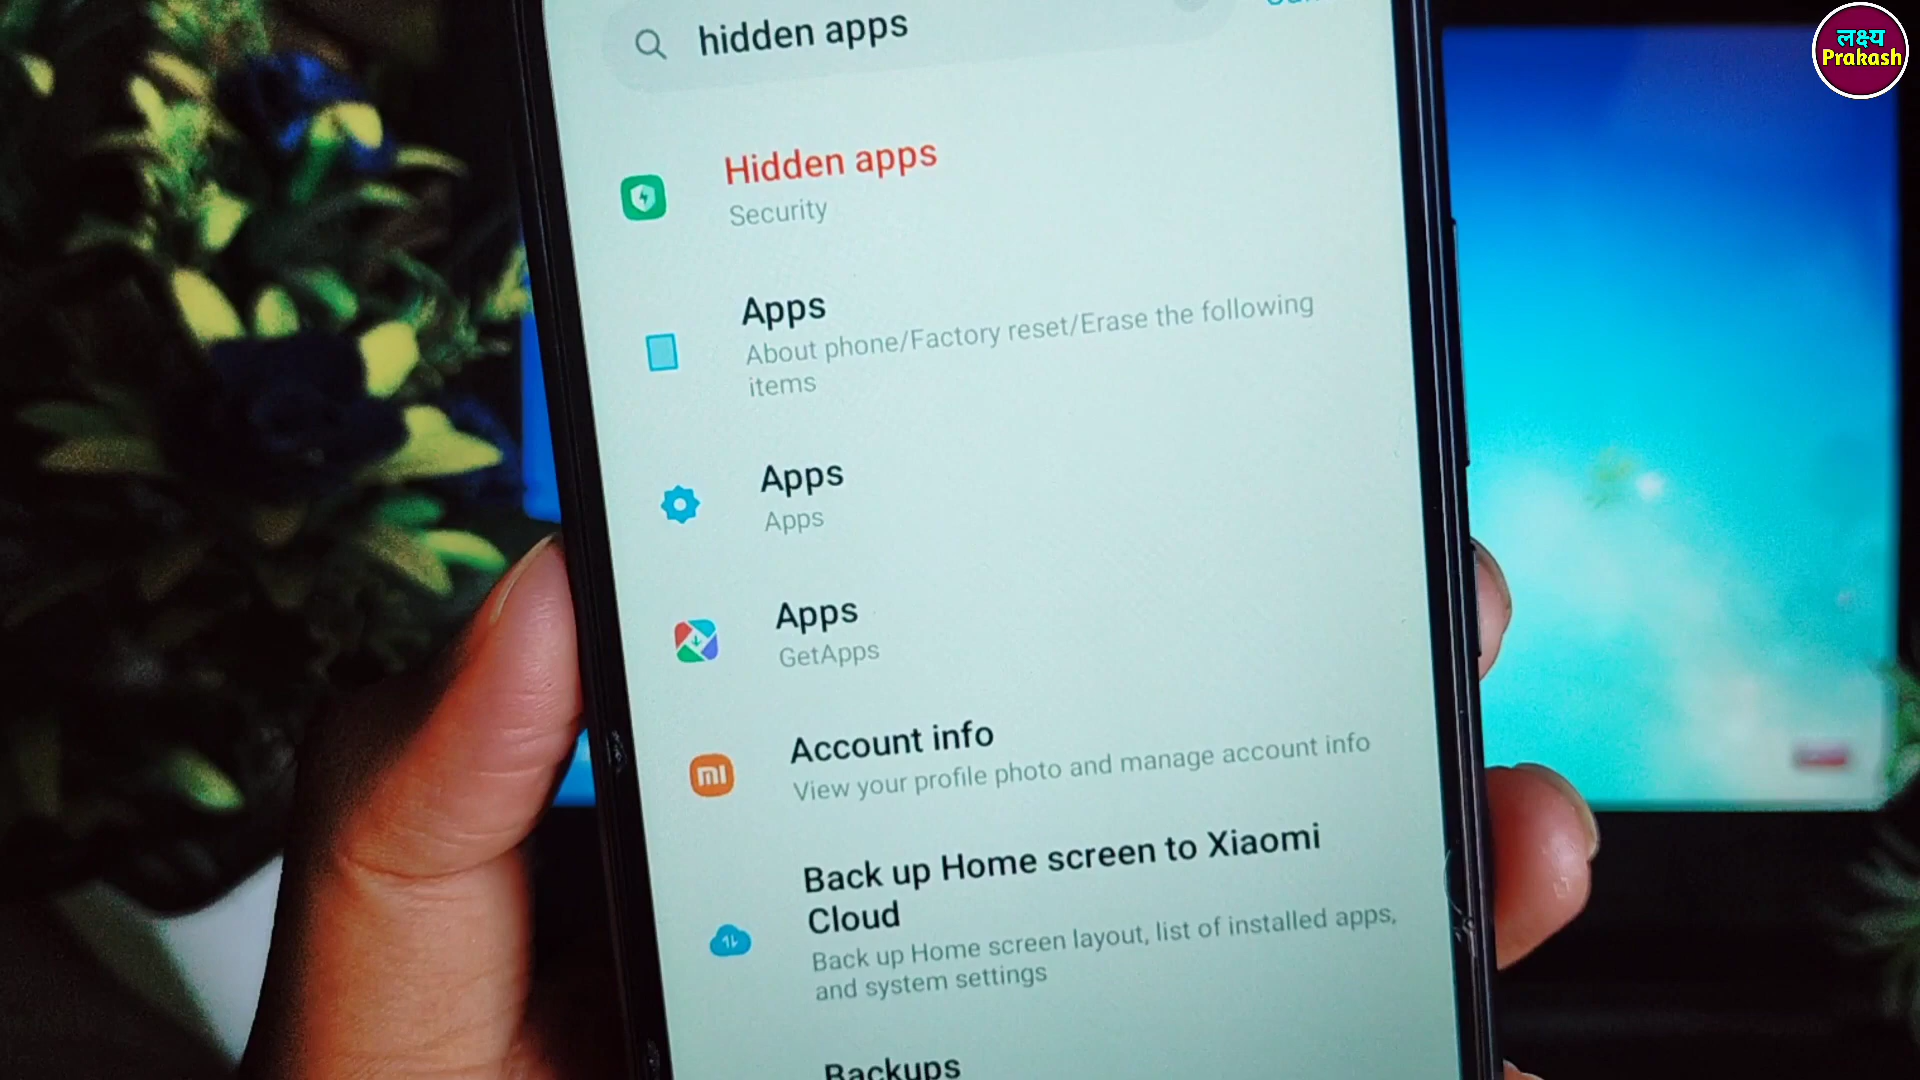 लक्ष्य
Prakash
hidden apps
Hidden apps
Security
Apps
About phone/Factory reset/Erase the following
items
Apps
Apps
Apps
GetApps
mi
Account info
View your profile photo and manage account info
Back up Home screen to Xiaomi
Cloud
Back up Home screen layout, list of installed apps,
and system settings
Backups